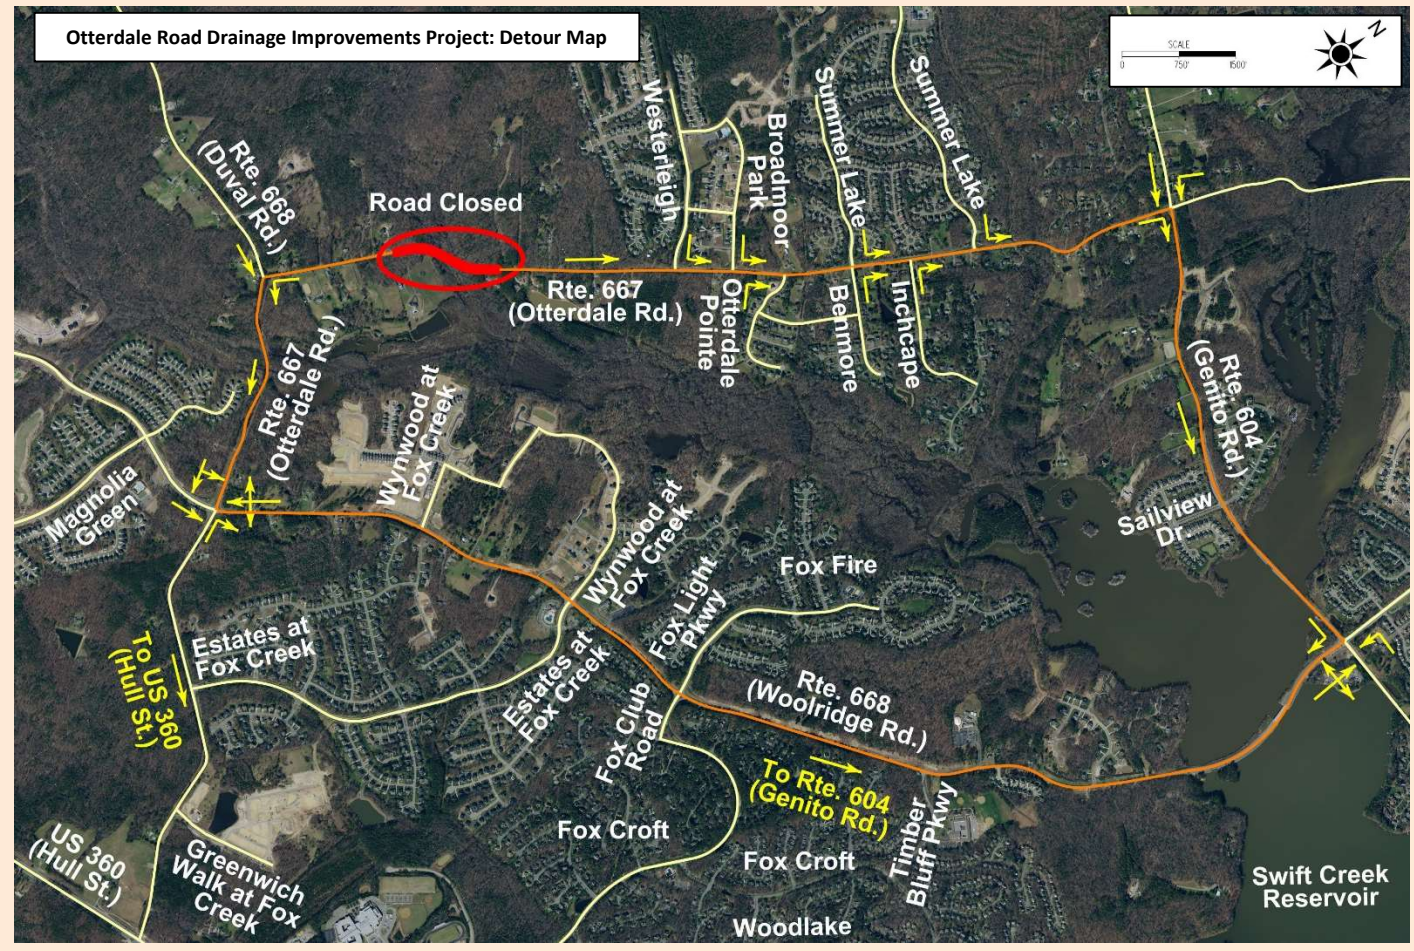 Otterdale Road Drainage Improvements Project: Detour Map
SCALE
0 750' 1500'
N
Rte. 668
(Duval Rd.)
Road Closed
Westerleigh
Broadmoor
Park
Summer Lake
Summer Lake
Rte. 667
(Otterdale Rd.)
Otterdale
Pointe
Benmore
Inchcape
Rte. 667
(Otterdale Rd.)
Rte. 604
(Genito Rd.)
Wynwood at
Fox Creek
Magnolia
Green
Wynwood at
Fox Creek
Sailview
Dr.
Fox Fire
Fox Light
Pkwy
Estates at
Fox Creek
To US 360
(Hull St.)
Estates at
Fox Creek
Fox Club
Road
Rte. 668
(Woolridge Rd.)
To Rte. 604
(Genito Rd.)
Timber
Bluff Pkwy
US 360
(Hull St.)
Greenwich
Walk at Fox
Creek
Fox Croft
Fox Croft
Woodlake
Swift Creek
Reservoir